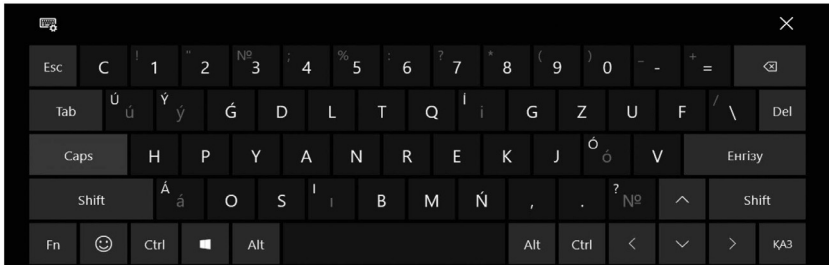 Esc C ! 1 " 2 № 3 ; 4 % 5 : 6 ? 7 * 8 ( 9 ) 0 _ - + =
Tab Ú ú Ý ý Ǵ D L T Q İ i G Z U F / \ Del
Caps H P Y A N R E K J Ó ó V Енгізу
Shift Á á O S I ı B M Ń , . ? № Shift
Fn Ctrl Alt Alt Ctrl ҚАЗ